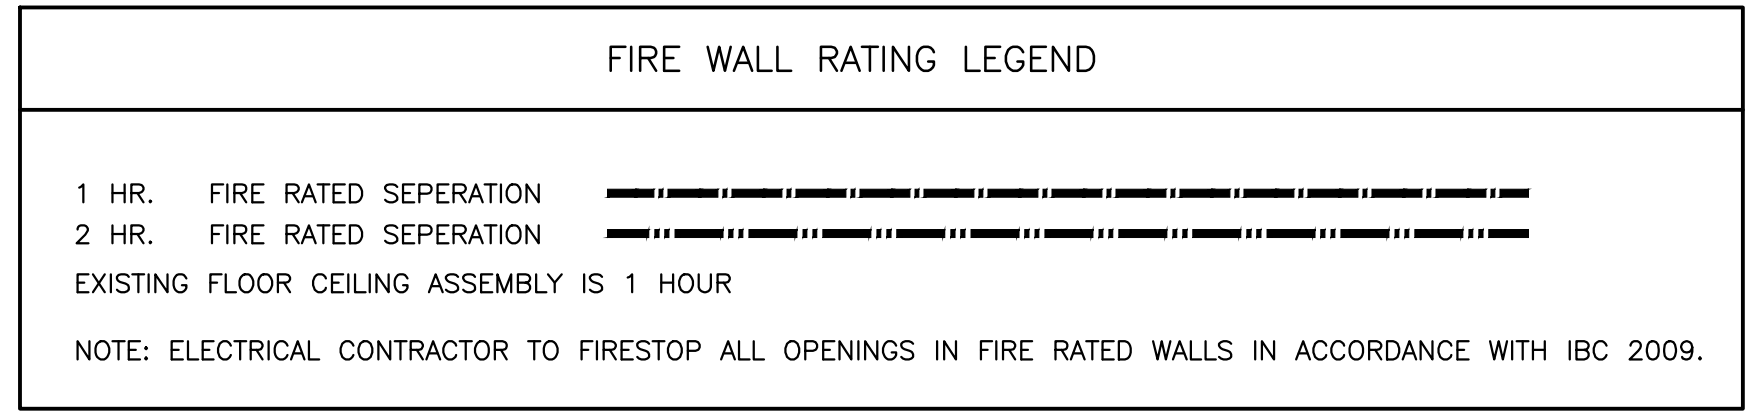 FIRE WALL RATING LEGEND
1 HR. FIRE RATED SEPERATION
2 HR. FIRE RATED SEPERATION
EXISTING FLOOR CEILING ASSEMBLY IS 1 HOUR
NOTE: ELECTRICAL CONTRACTOR TO FIRESTOP ALL OPENINGS IN FIRE RATED WALLS IN ACCORDANCE WITH IBC 2009.